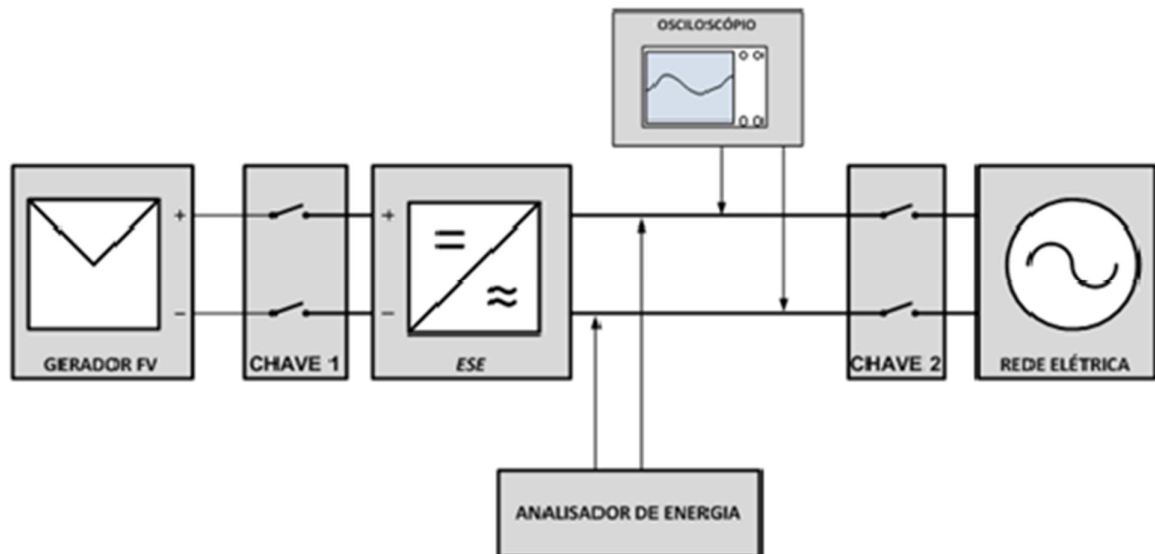 OSCILOSCÓPIO
+
+
−
−
GERADOR FV
CHAVE 1
ESE
CHAVE 2
REDE ELÉTRICA
ANALISADOR DE ENERGIA